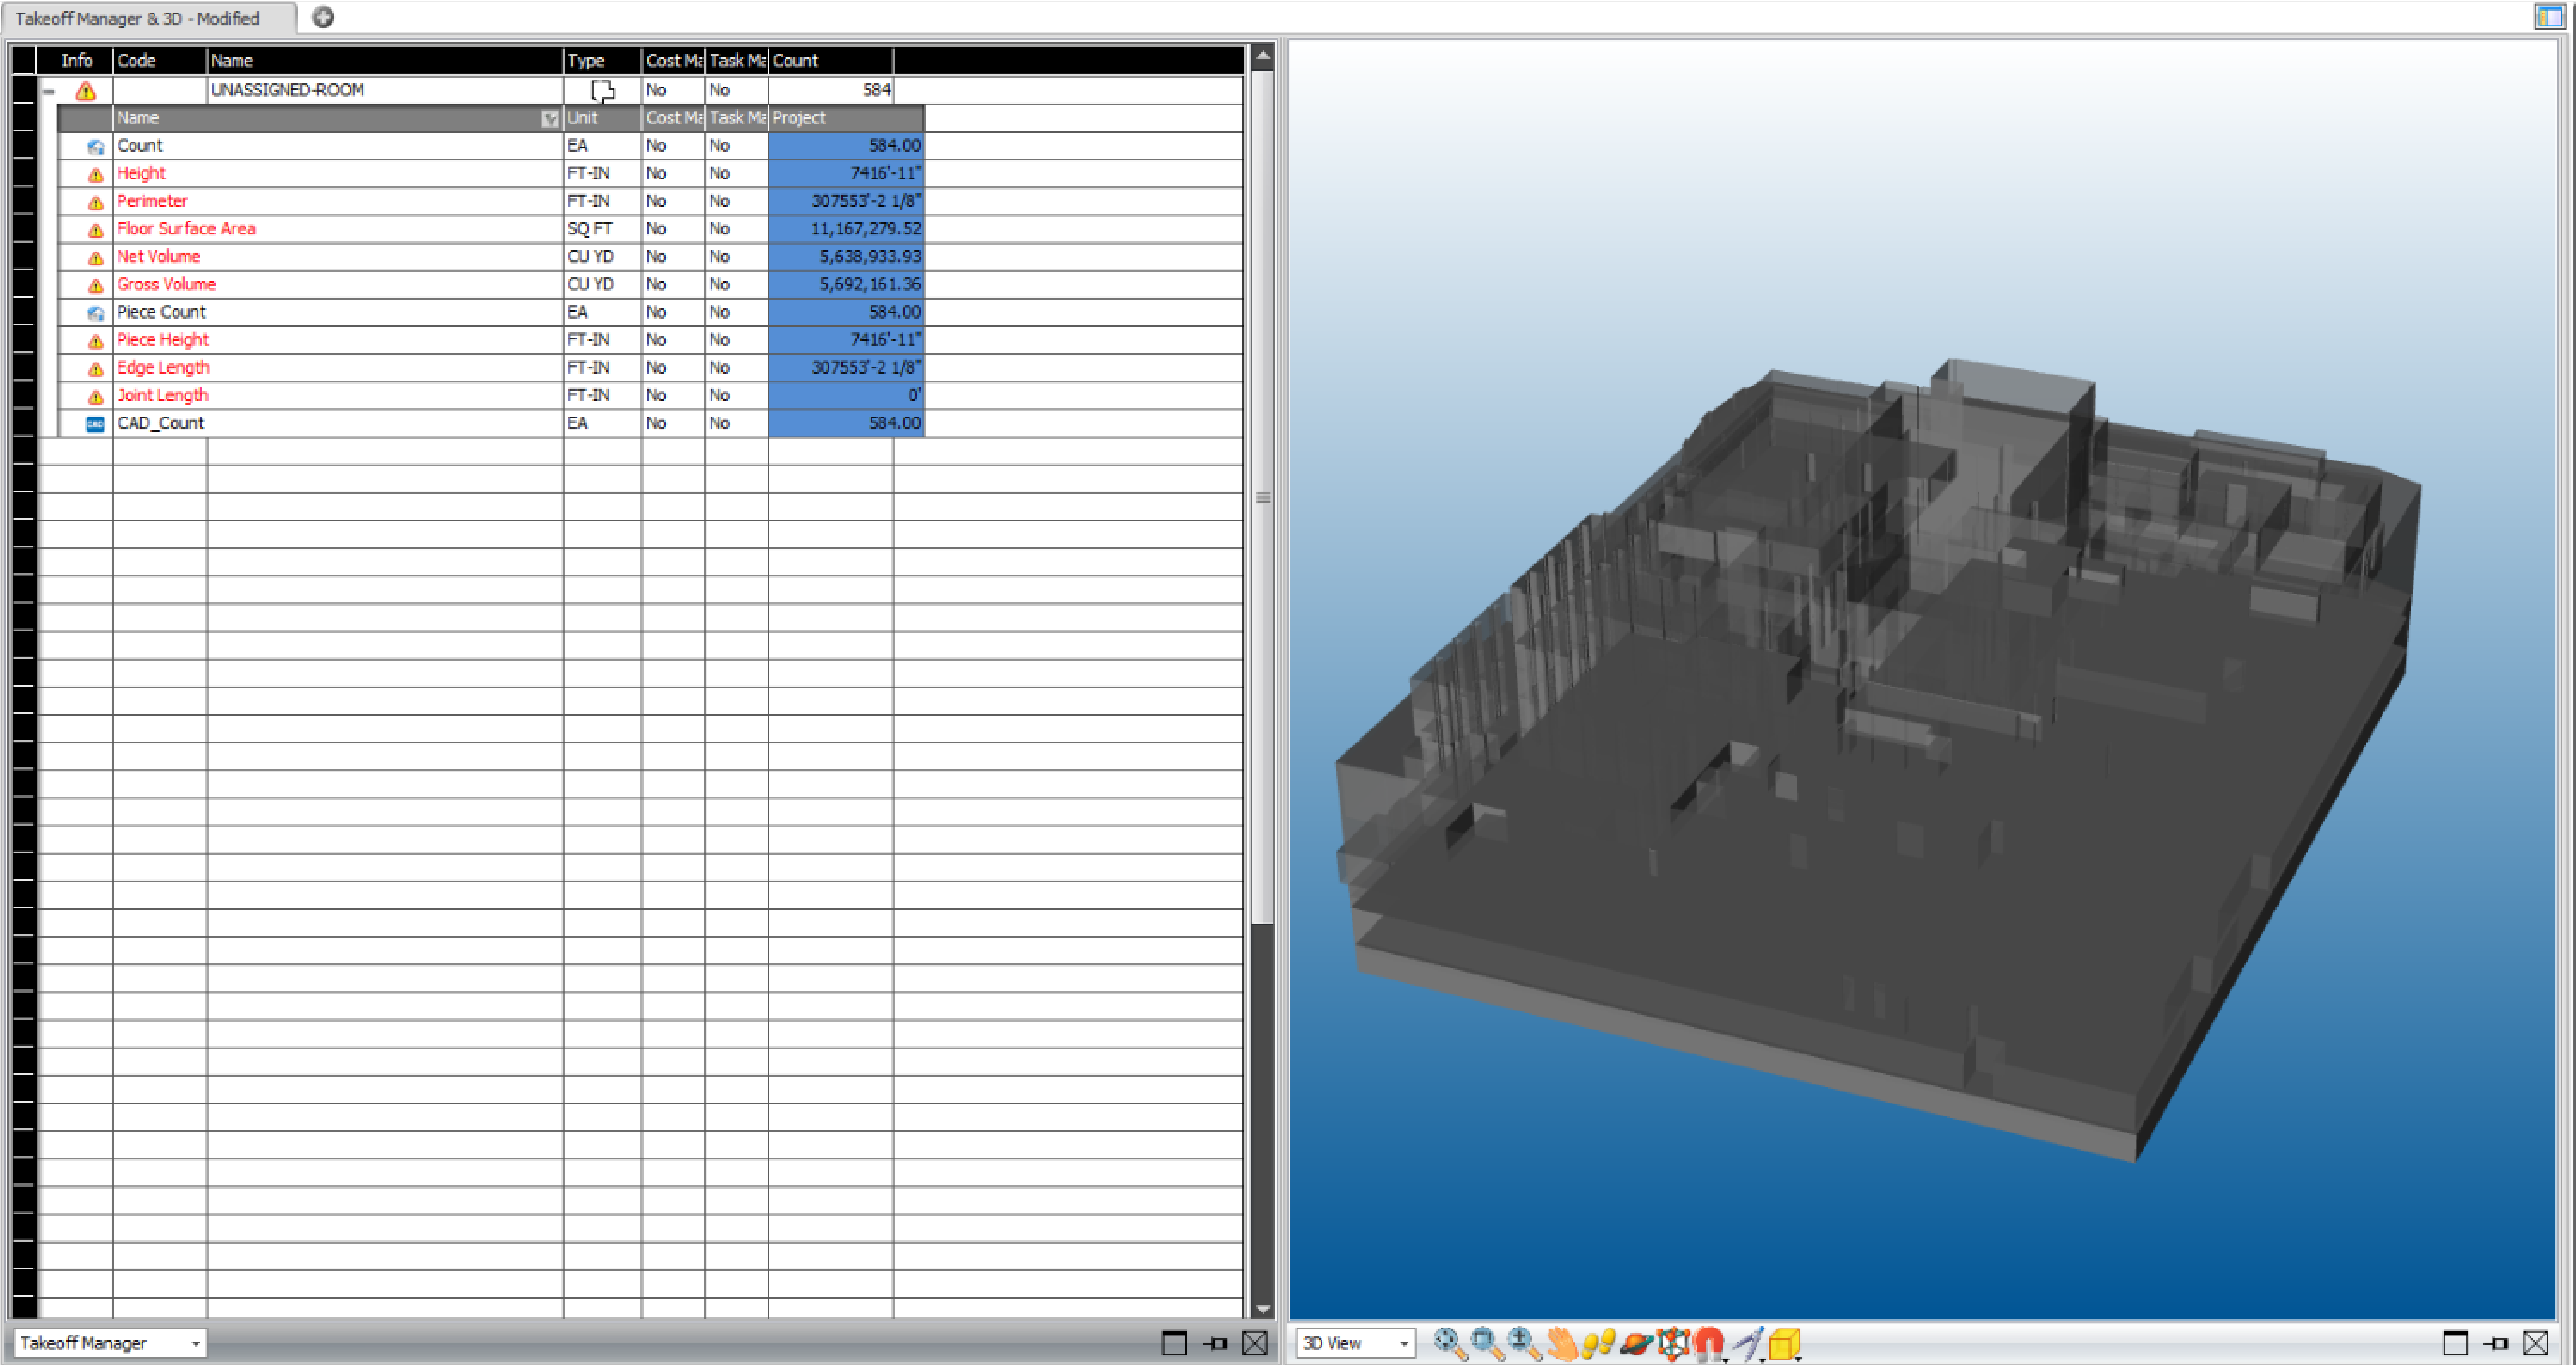 Takeoff Manager & 3D - Modified
Info Code Name Type Cost Ma Task Ma Count
UNASSIGNED-ROOM No No 584
Name Unit Cost Ma Task Ma Project
Count EA No No 584.00
Height FT-IN No No 7416'-11"
Perimeter FT-IN No No 307553'-2 1/8"
Floor Surface Area SQ FT No No 11,167,279.52
Net Volume CU YD No No 5,638,933.93
Gross Volume CU YD No No 5,692,161.36
Piece Count EA No No 584.00
Piece Height FT-IN No No 7416'-11"
Edge Length FT-IN No No 307553'-2 1/8"
Joint Length FT-IN No No 0'
CAD CAD_Count EA No No 584.00
Takeoff Manager
3D View